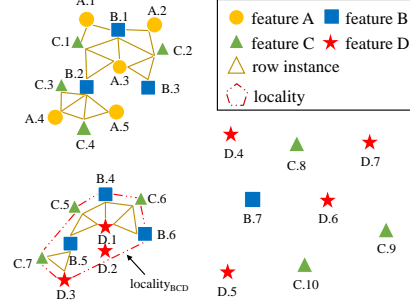 A.1
B.1
A.2
C.1
C.2
A.3
B.2
C.3
B.3
A.4
A.5
C.4
feature A
feature B
feature C
feature D
row instance
locality
D.4
C.8
D.7
B.7
D.6
C.9
D.5
C.10
B.4
C.5
C.6
D.1
B.6
B.5
D.2
C.7
D.3
locality_BCD